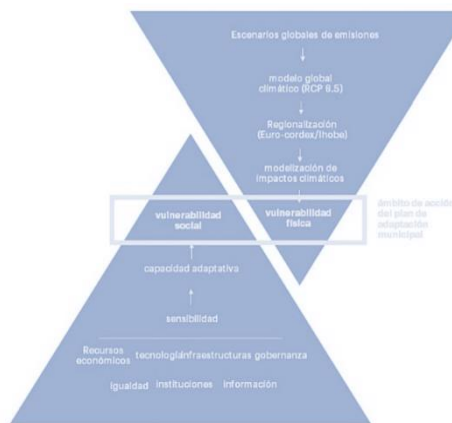 Escenarios globales de emisiones
modelo global
climático (RCP 8.5)
Regionalización
(Euro-cordex/Ihobe)
modelización de
impactos climáticos
vulnerabilidad
física
vulnerabilidad
social
ámbito de acción
del plan de
adaptación
municipal
capacidad adaptativa
sensibilidad
Recursos
económicos
tecnología
infraestructuras
gobernanza
Igualdad
instituciones
información